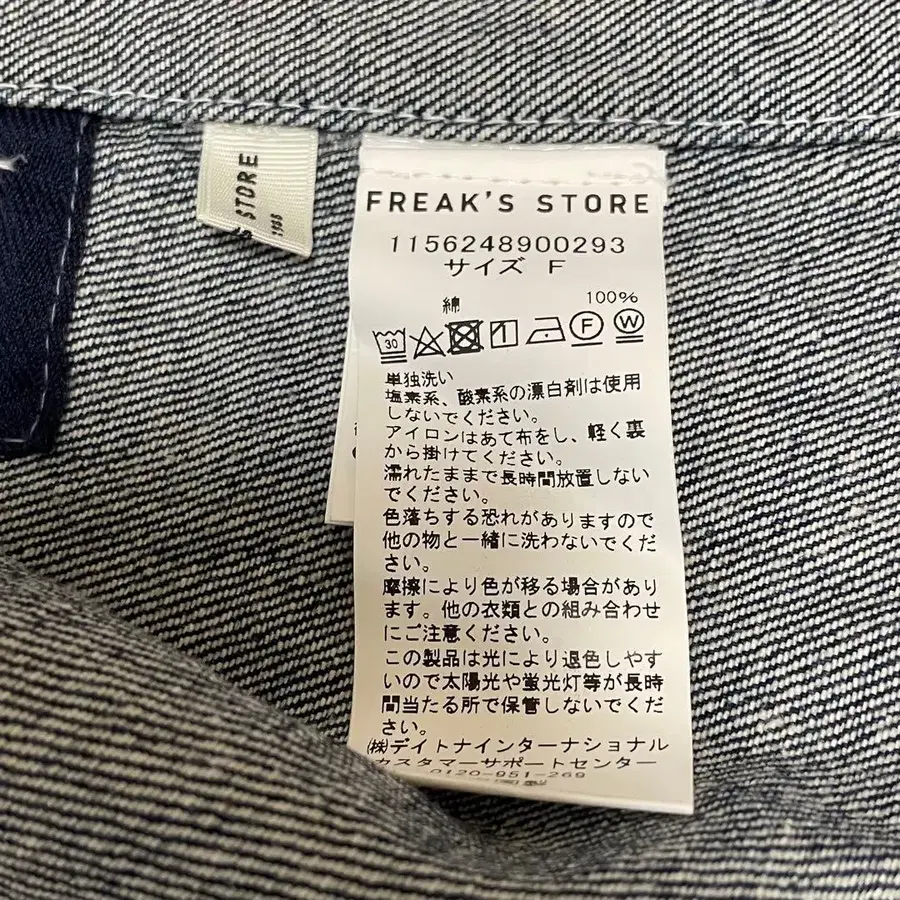 STORE
1986
FREAK'S STORE
1156248900293
サイズ F
綿 100%
30 1 F W
単独洗い
塩素系、酸素系の漂白剤は使用
しないでください。
アイロンはあて布をし、軽く裏
から掛けてください。
濡れたままで長時間放置しない
でください。
色落ちする恐れがありますので
他の物と一緒に洗わないでくだ
さい。
摩擦により色が移る場合があり
ます。他の衣類との組み合わせ
にご注意ください。
この製品は光により退色しやす
いので太陽光や蛍光灯等が長時
間当たる所で保管しないでくだ
さい。
㈱デイトナインターナショナル
カスタマーサポートセンター
0120-951-269